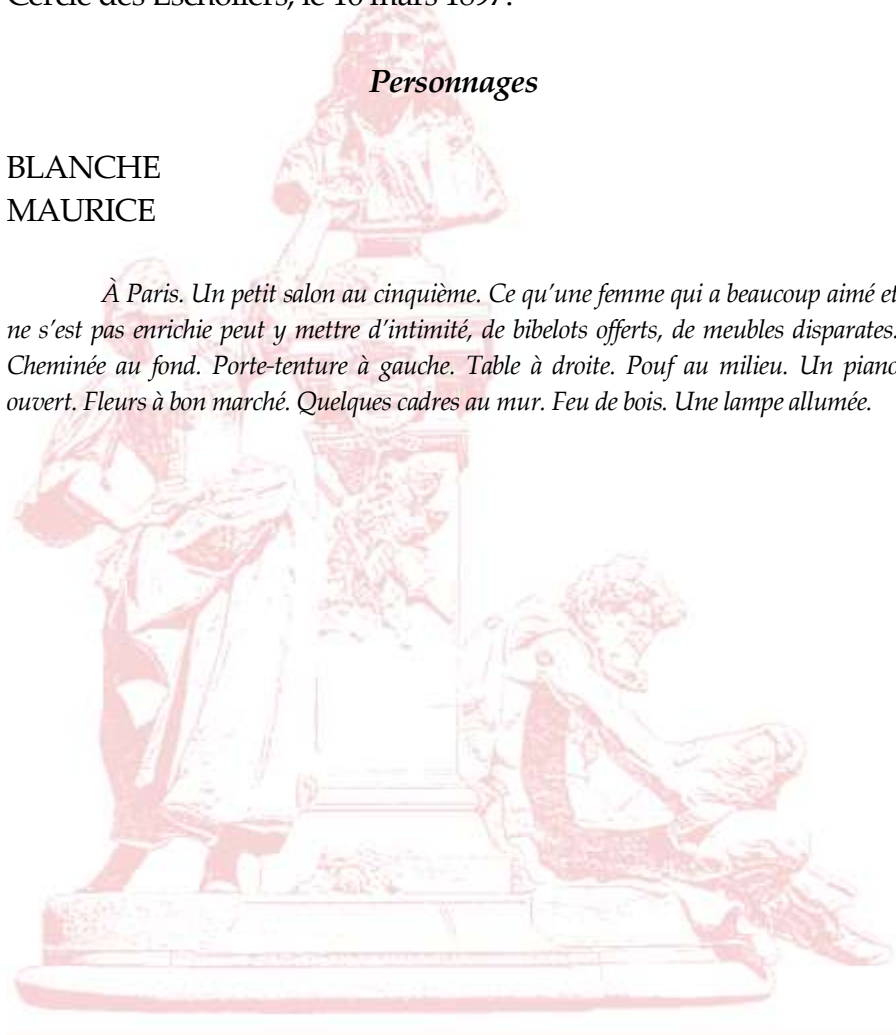 Cercle des Escholiers, le 16 mars 1897.
Personnages
BLANCHE
MAURICE
À Paris. Un petit salon au cinquième. Ce qu'une femme qui a beaucoup aimé et
ne s'est pas enrichie peut y mettre d'intimité, de bibelots offerts, de meubles disparates.
Cheminée au fond. Porte-tenture à gauche. Table à droite. Pouf au milieu. Un piano
ouvert. Fleurs à bon marché. Quelques cadres au mur. Feu de bois. Une lampe allumée.